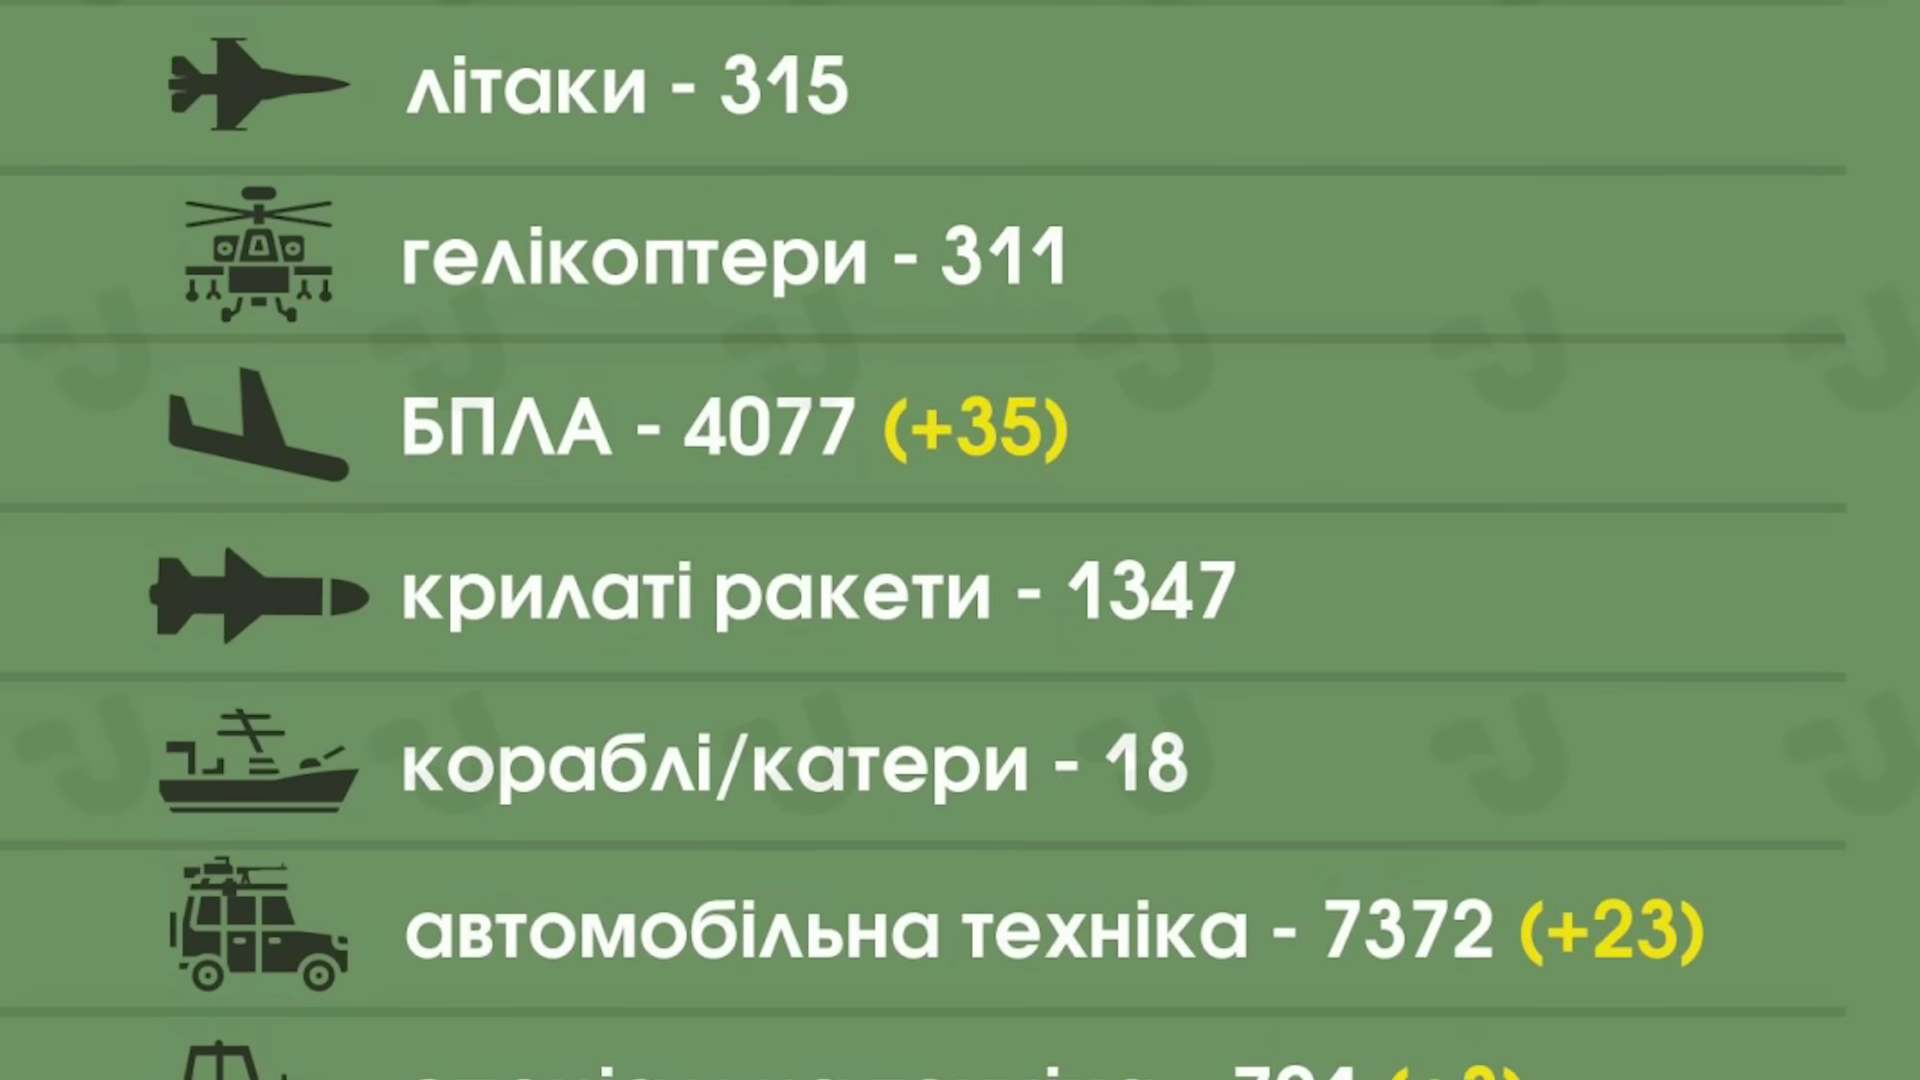 літаки - 315
гелікоптери - 311
БПЛА - 4077 (+35)
крилаті ракети - 1347
кораблі/катери - 18
автомобільна техніка - 7372 (+23)